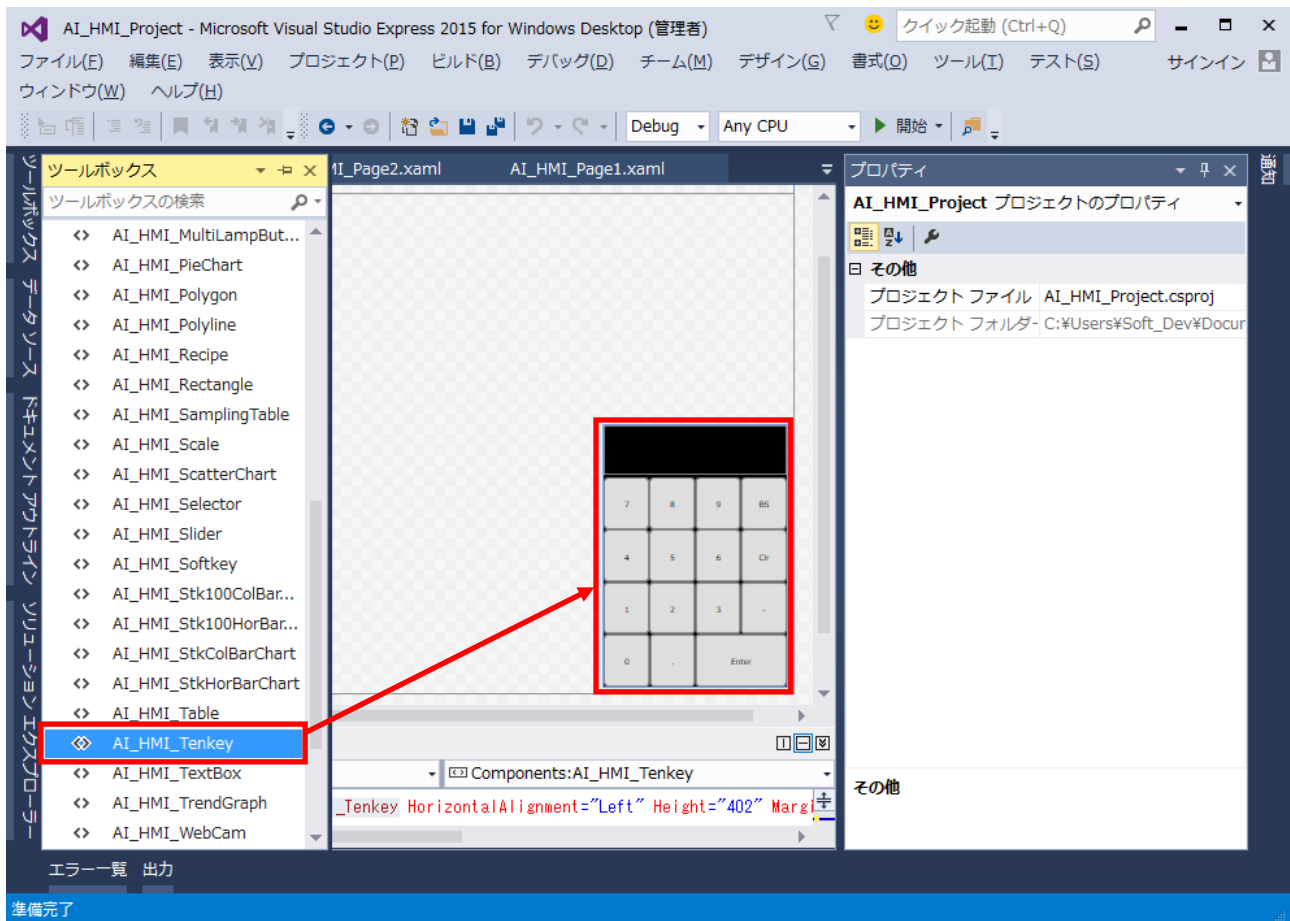 AI_HMI_Project - Microsoft Visual Studio Express 2015 for Windows Desktop (管理者)
クイック起動 (Ctrl+Q)
ファイル(F) 編集(E) 表示(V) プロジェクト(P) ビルド(B) デバッグ(D) チーム(M) デザイン(G) 書式(O) ツール(T) テスト(S) サインイン
ウィンドウ(W) ヘルプ(H)
Debug Any CPU 開始
ツールボックス データソース ドキュメント アウトライン ソリューション エクスプローラー
ツールボックス
ツールボックスの検索
AI_HMI_MultiLampBut...
AI_HMI_PieChart
AI_HMI_Polygon
AI_HMI_Polyline
AI_HMI_Recipe
AI_HMI_Rectangle
AI_HMI_SamplingTable
AI_HMI_Scale
AI_HMI_ScatterChart
AI_HMI_Selector
AI_HMI_Slider
AI_HMI_Softkey
AI_HMI_Stk100ColBar...
AI_HMI_Stk100HorBar...
AI_HMI_StkColBarChart
AI_HMI_StkHorBarChart
AI_HMI_Table
AI_HMI_Tenkey
AI_HMI_TextBox
AI_HMI_TrendGraph
AI_HMI_WebCam
MI_Page2.xaml AI_HMI_Page1.xaml
7 8 9 BS
4 5 6 Clr
1 2 3 -
0 . Enter
Components:AI_HMI_Tenkey
_Tenkey HorizontalAlignment="Left" Height="402" Margi
プロパティ
AI_HMI_Project プロジェクトのプロパティ
その他
プロジェクト ファイル AI_HMI_Project.csproj
プロジェクト フォルダー C:¥Users¥Soft_Dev¥Docur
その他
通知
エラー一覧 出力
準備完了